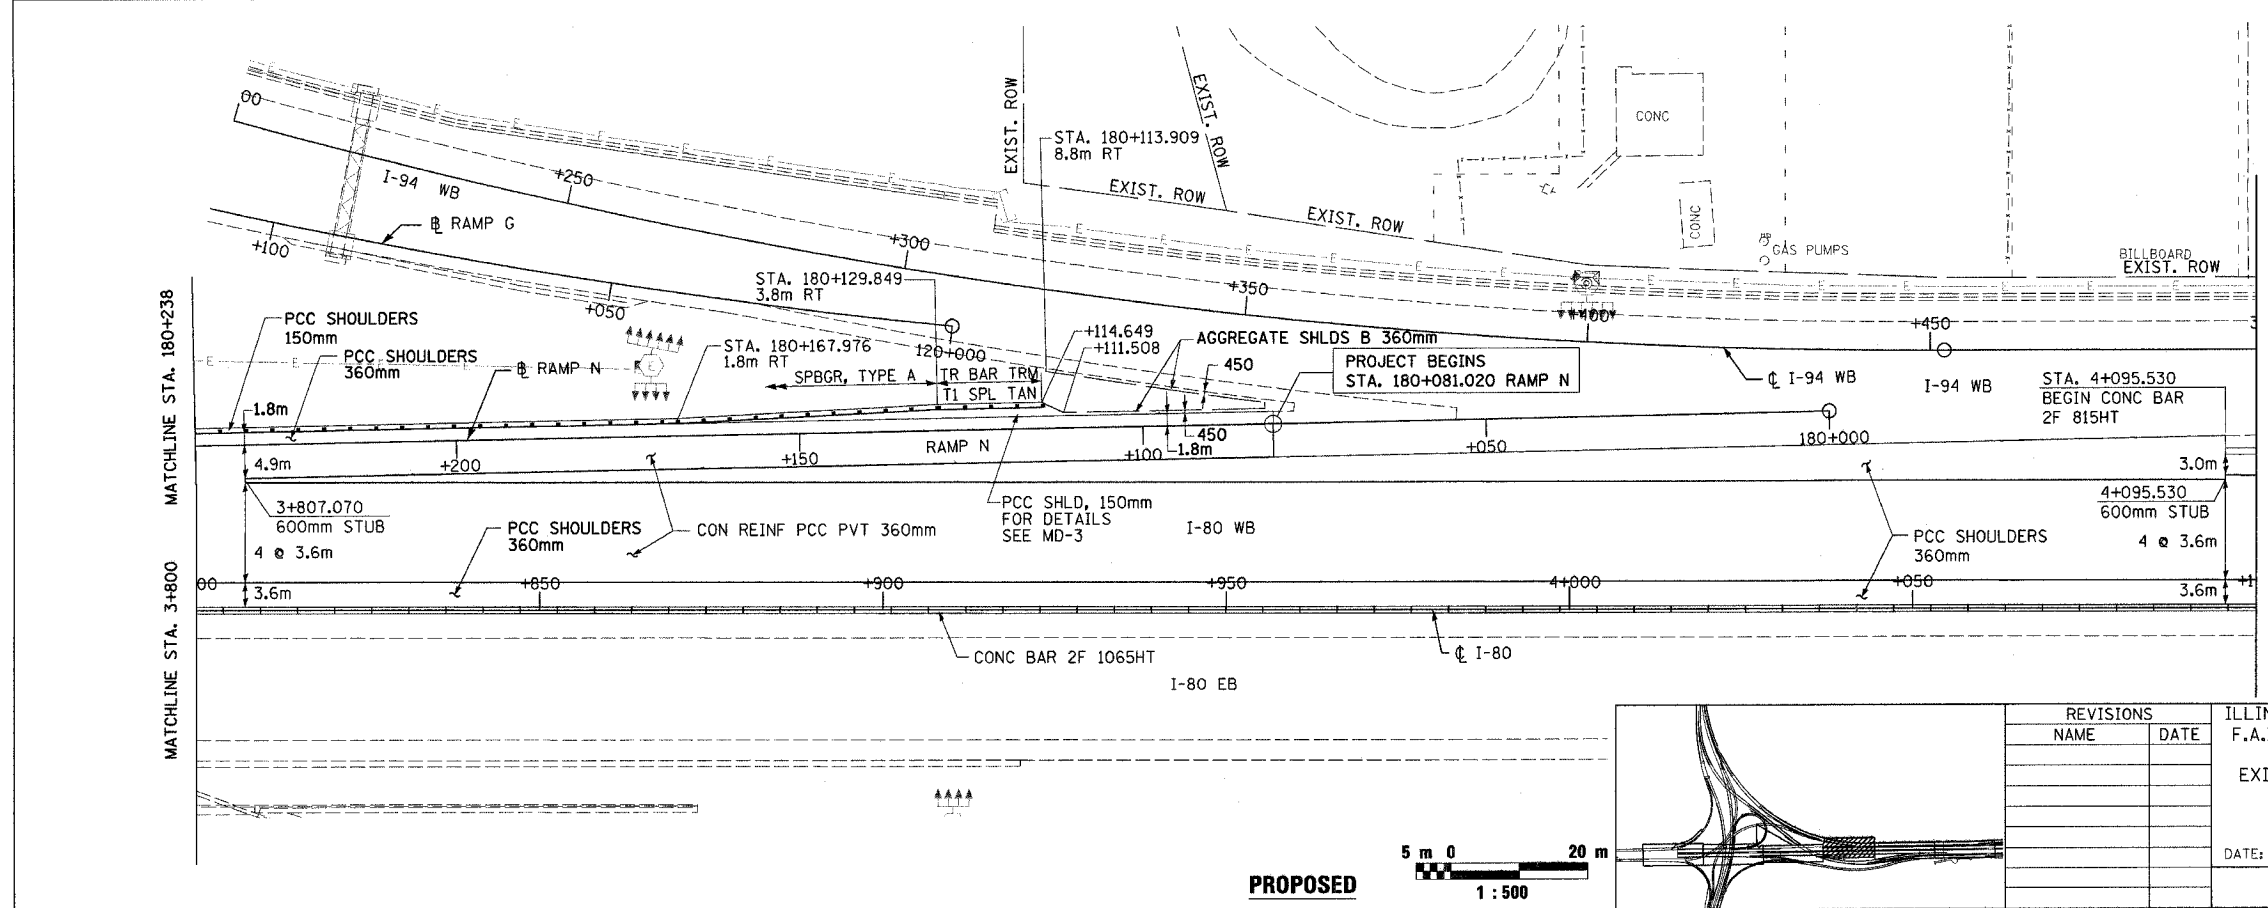 EXIST. ROW
EXIST. ROW
EXIST. ROW
EXIST. ROW
STA. 180+113.909
8.8m RT
CONC
CONC
GAS PUMPS
BILLBOARD
EXIST. ROW
00
I-94 WB
+250
+300
+350
+400
+450
℄ I-94 WB
I-94 WB
+100
B RAMP G
+050
120+000
STA. 180+129.849
3.8m RT
MATCHLINE STA. 180+238
PCC SHOULDERS
150mm
PCC SHOULDERS
360mm
B RAMP N
STA. 180+167.976
1.8m RT
SPBGR, TYPE A
TR BAR TRM
T1 SPL TAN
+114.649
+111.508
AGGREGATE SHLDS B 360mm
450
PROJECT BEGINS
STA. 180+081.020 RAMP N
STA. 4+095.530
BEGIN CONC BAR
2F 815HT
1.8m
4.9m
+200
+150
RAMP N
+100
450
1.8m
+050
180+000
3.0m
3+807.070
600mm STUB
4 @ 3.6m
PCC SHOULDERS
360mm
CON REINF PCC PVT 360mm
PCC SHLD, 150mm
FOR DETAILS
SEE MD-3
I-80 WB
PCC SHOULDERS
360mm
4+095.530
600mm STUB
4 @ 3.6m
MATCHLINE STA. 3+800
00
+850
+900
+950
4+000
+050
+1
3.6m
3.6m
CONC BAR 2F 1065HT
℄ I-80
I-80 EB
PROPOSED
5 m 0 20 m
1 : 500
REVISIONS
NAME DATE
ILLIN
F.A.
EXI
DATE: